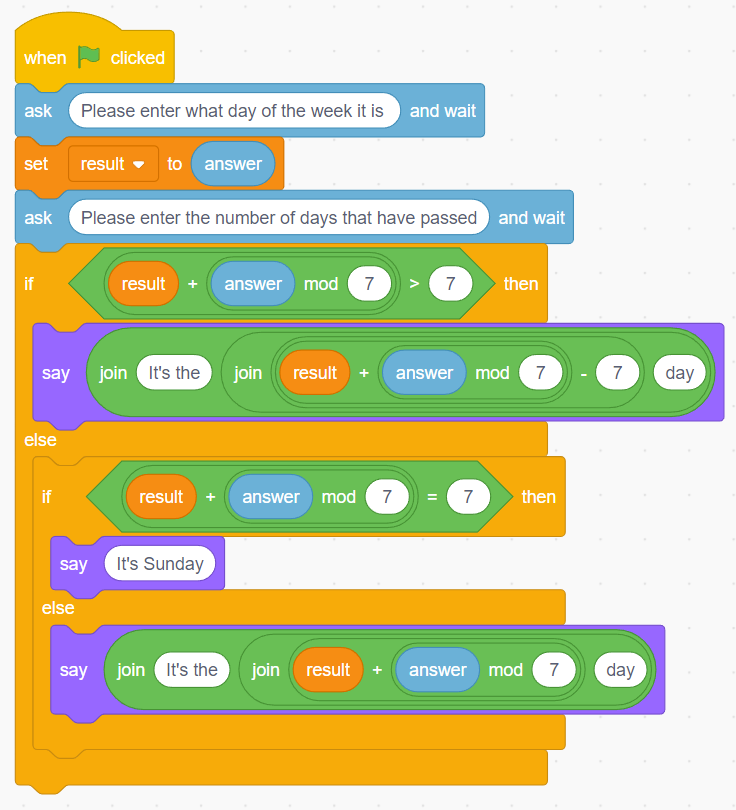 when clicked
ask Please enter what day of the week it is and wait
set result to answer
ask Please enter the number of days that have passed and wait
if result + answer mod 7 > 7 then
say join It's the join result + answer mod 7 - 7 day
else
if result + answer mod 7 = 7 then
say It's Sunday
else
say join It's the join result + answer mod 7 day